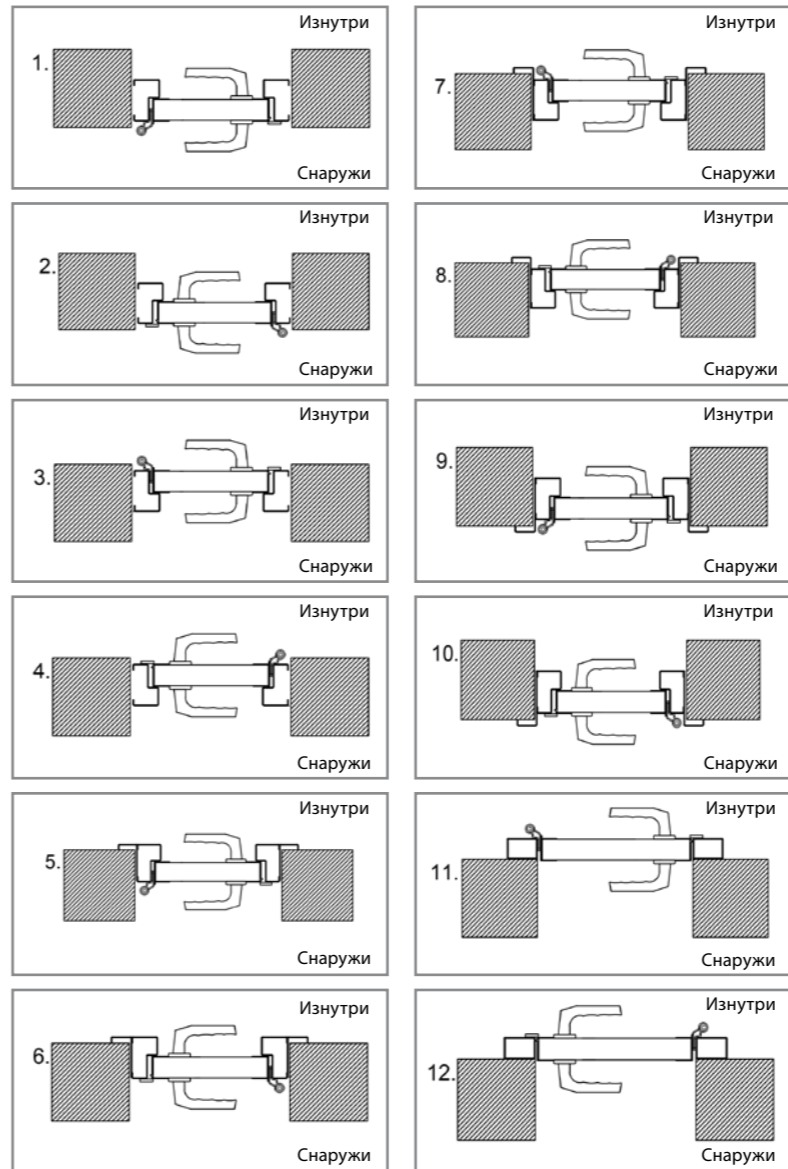 Изнутри
1.
Снаружи
Изнутри
2.
Снаружи
Изнутри
3.
Снаружи
Изнутри
4.
Снаружи
Изнутри
5.
Снаружи
Изнутри
6.
Снаружи
Изнутри
7.
Снаружи
Изнутри
8.
Снаружи
Изнутри
9.
Снаружи
Изнутри
10.
Снаружи
Изнутри
11.
Снаружи
Изнутри
12.
Снаружи